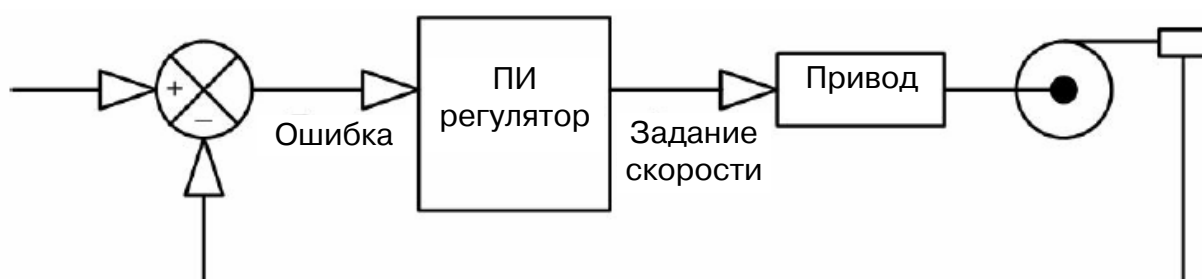 +
−
Ошибка
ПИ
регулятор
Задание
скорости
Привод